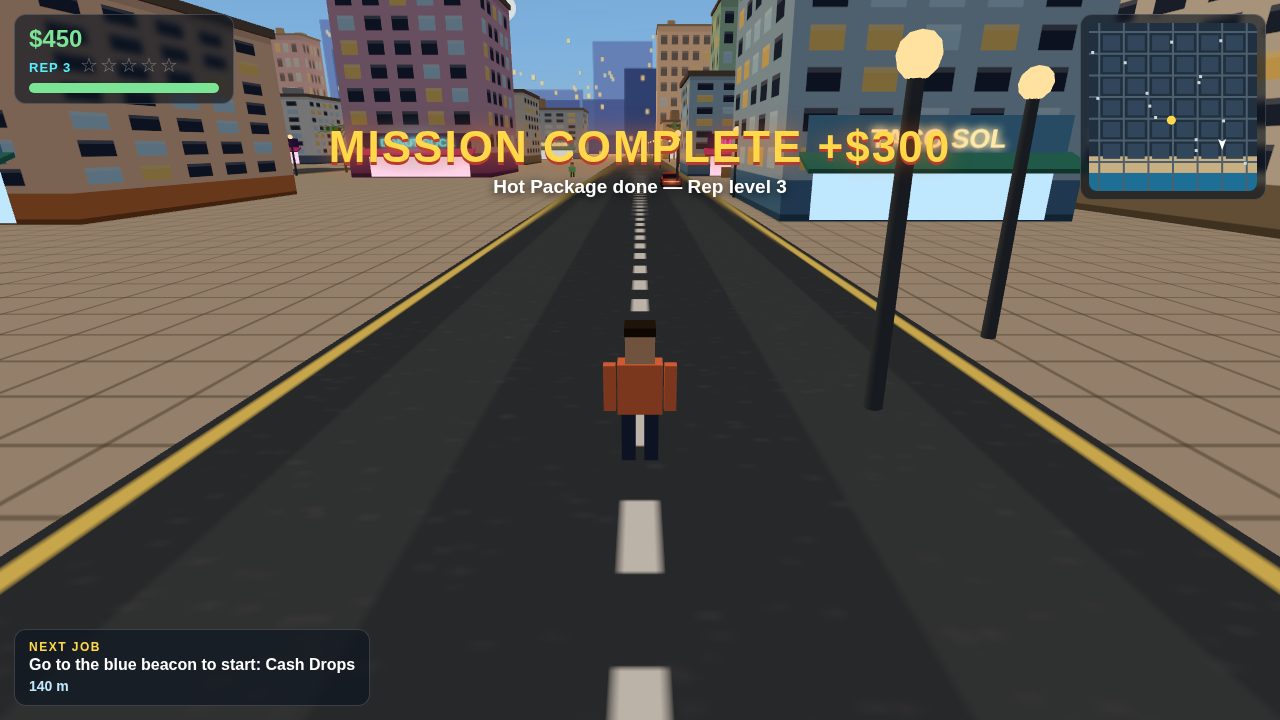 $450
REP 3 ☆☆☆☆☆
MISSION COMPLETE +$300
Hot Package done — Rep level 3
SOL
NEXT JOB
Go to the blue beacon to start: Cash Drops
140 m